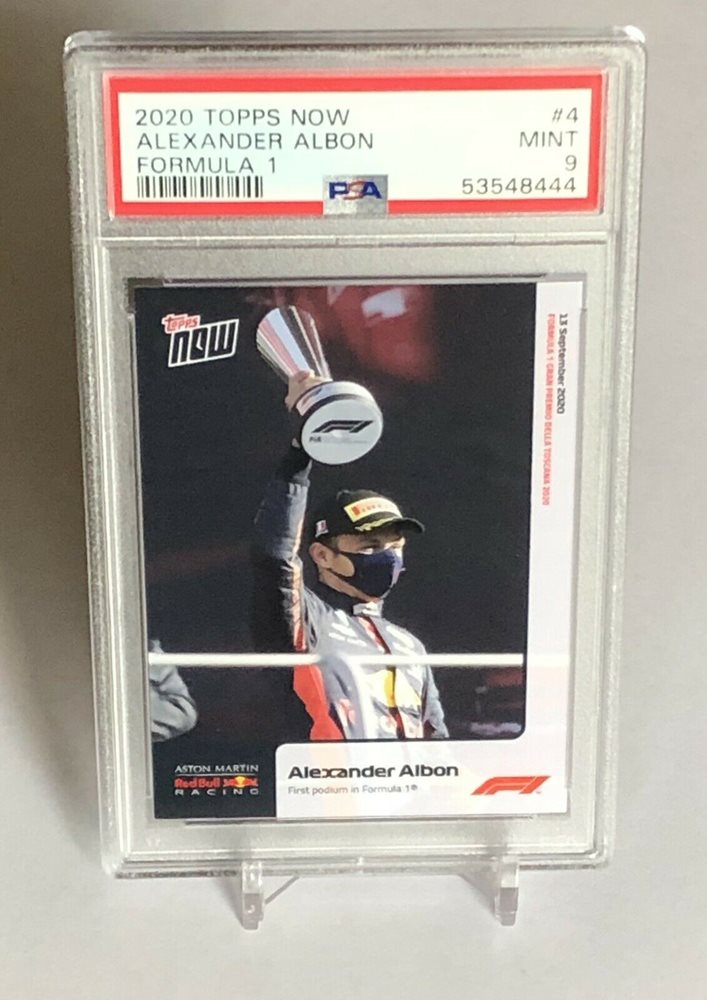 2020 TOPPS NOW #4
ALEXANDER ALBON MINT
FORMULA 1 9
PSA 53548444
TOPPS
NOW
13 September 2020
FORMULA 1 GRAN PREMIO DELLA TOSCANA 2020
F1
ASTON MARTIN
Red Bull
RACING
Alexander Albon
First podium in Formula 1®
F1